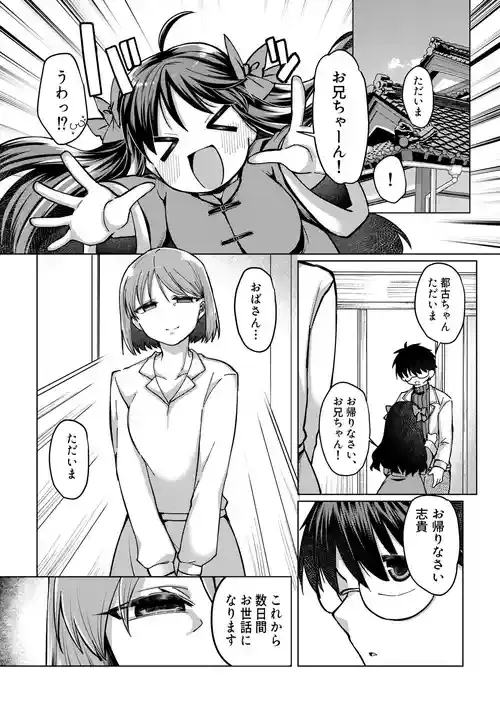 ただいま
！
お兄ちゃーん！
うわっ!?
都古ちゃん
ただいま
お帰りなさい、
お兄ちゃん！
おばさん…
ただいま
お帰りなさい
志貴
これから
数日間
お世話に
なります